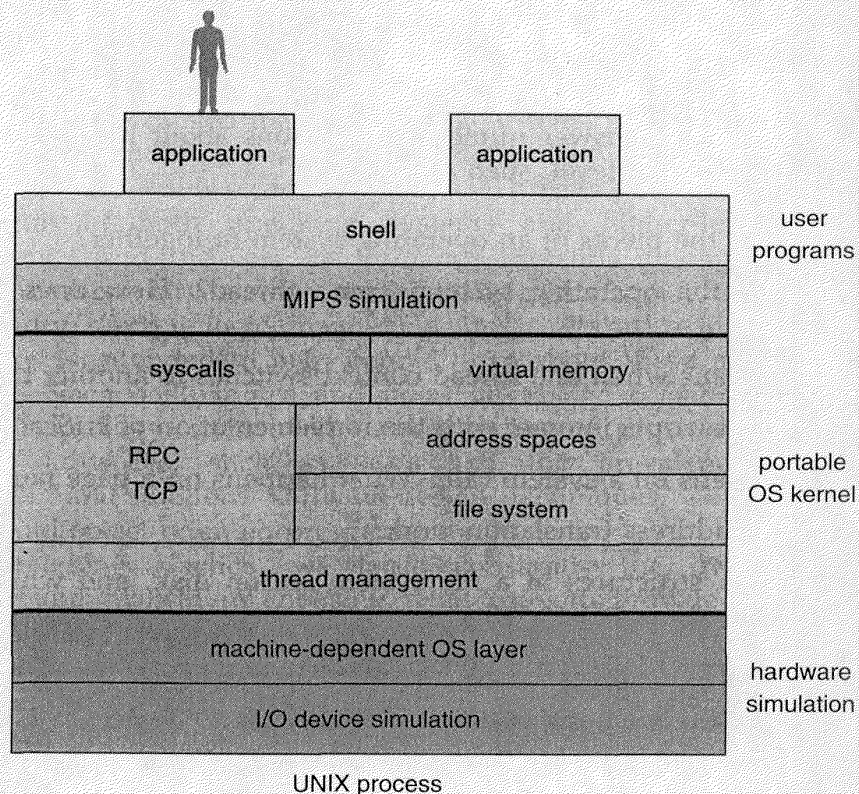 application
application
shell
user
programs
MIPS simulation
syscalls
virtual memory
RPC
TCP
address spaces
file system
portable
OS kernel
thread management
machine-dependent OS layer
hardware
simulation
I/O device simulation
UNIX process